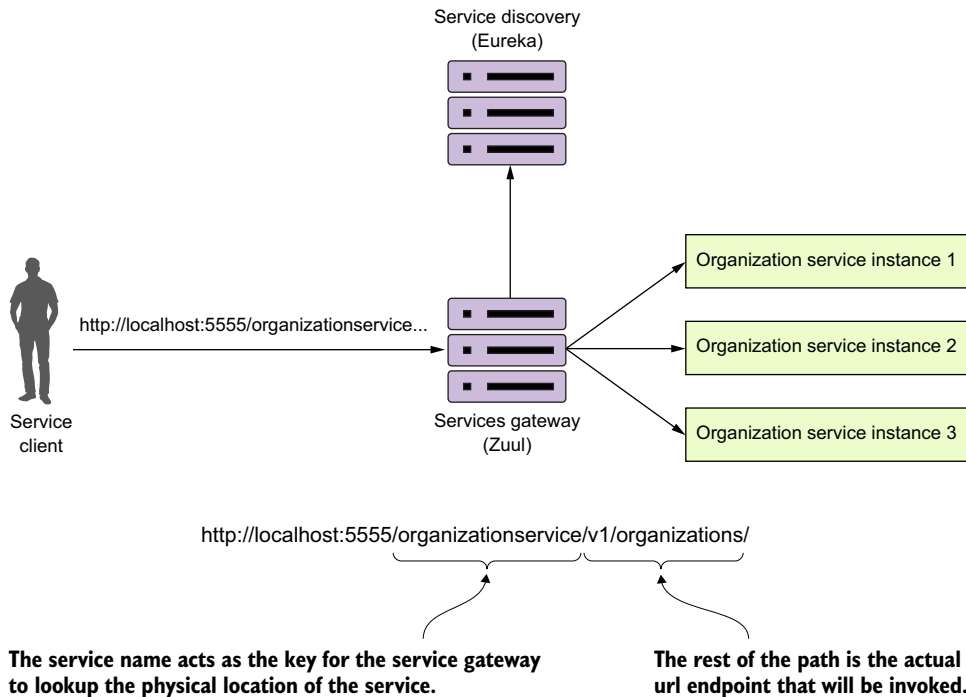 Service discovery
(Eureka)
Organization service instance 1
http://localhost:5555/organizationservice...
Organization service instance 2
Service
client
Services gateway
(Zuul)
Organization service instance 3
http://localhost:5555/organizationservice/v1/organizations/
The service name acts as the key for the service gateway
to lookup the physical location of the service.
The rest of the path is the actual
url endpoint that will be invoked.